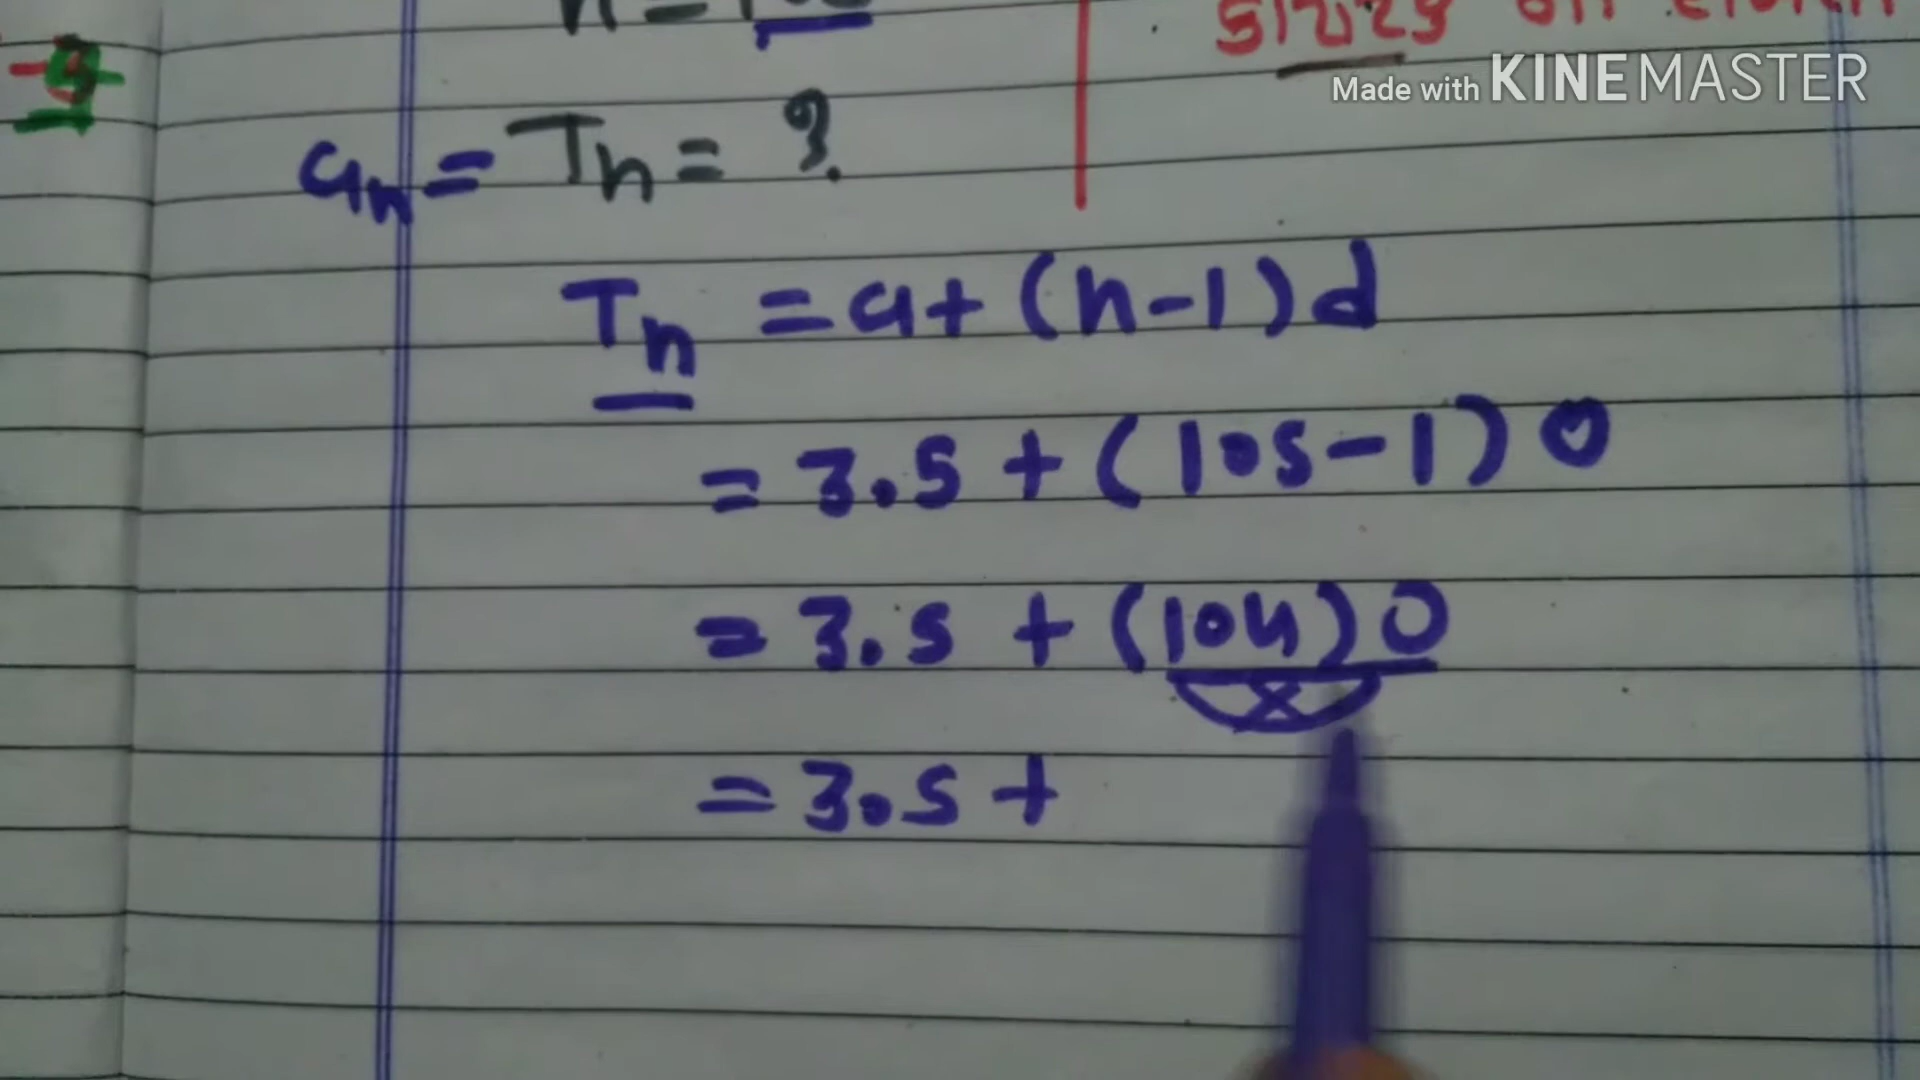 Made with KINEMASTER
aₙ = Tₙ = ?
Tₙ = a + (n-1)d
= 3.5 + (105-1)0
= 3.5 + (104)0
×
= 3.5 +